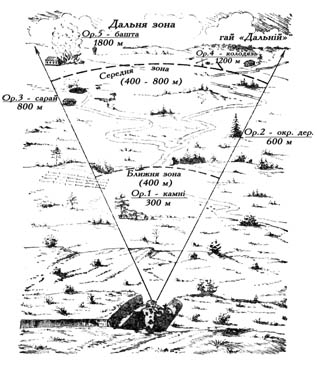 Дальня зона
Ор.5 - башта
1800 м
гай «Дальній»
Ор.4 - колодязь
1200 м
Середня зона
(400 - 800 м)
Ор.3 - сарай
800 м
Ор.2 - окр. дер.
600 м
Ближня зона
(400 м)
Ор.1 - камні
300 м